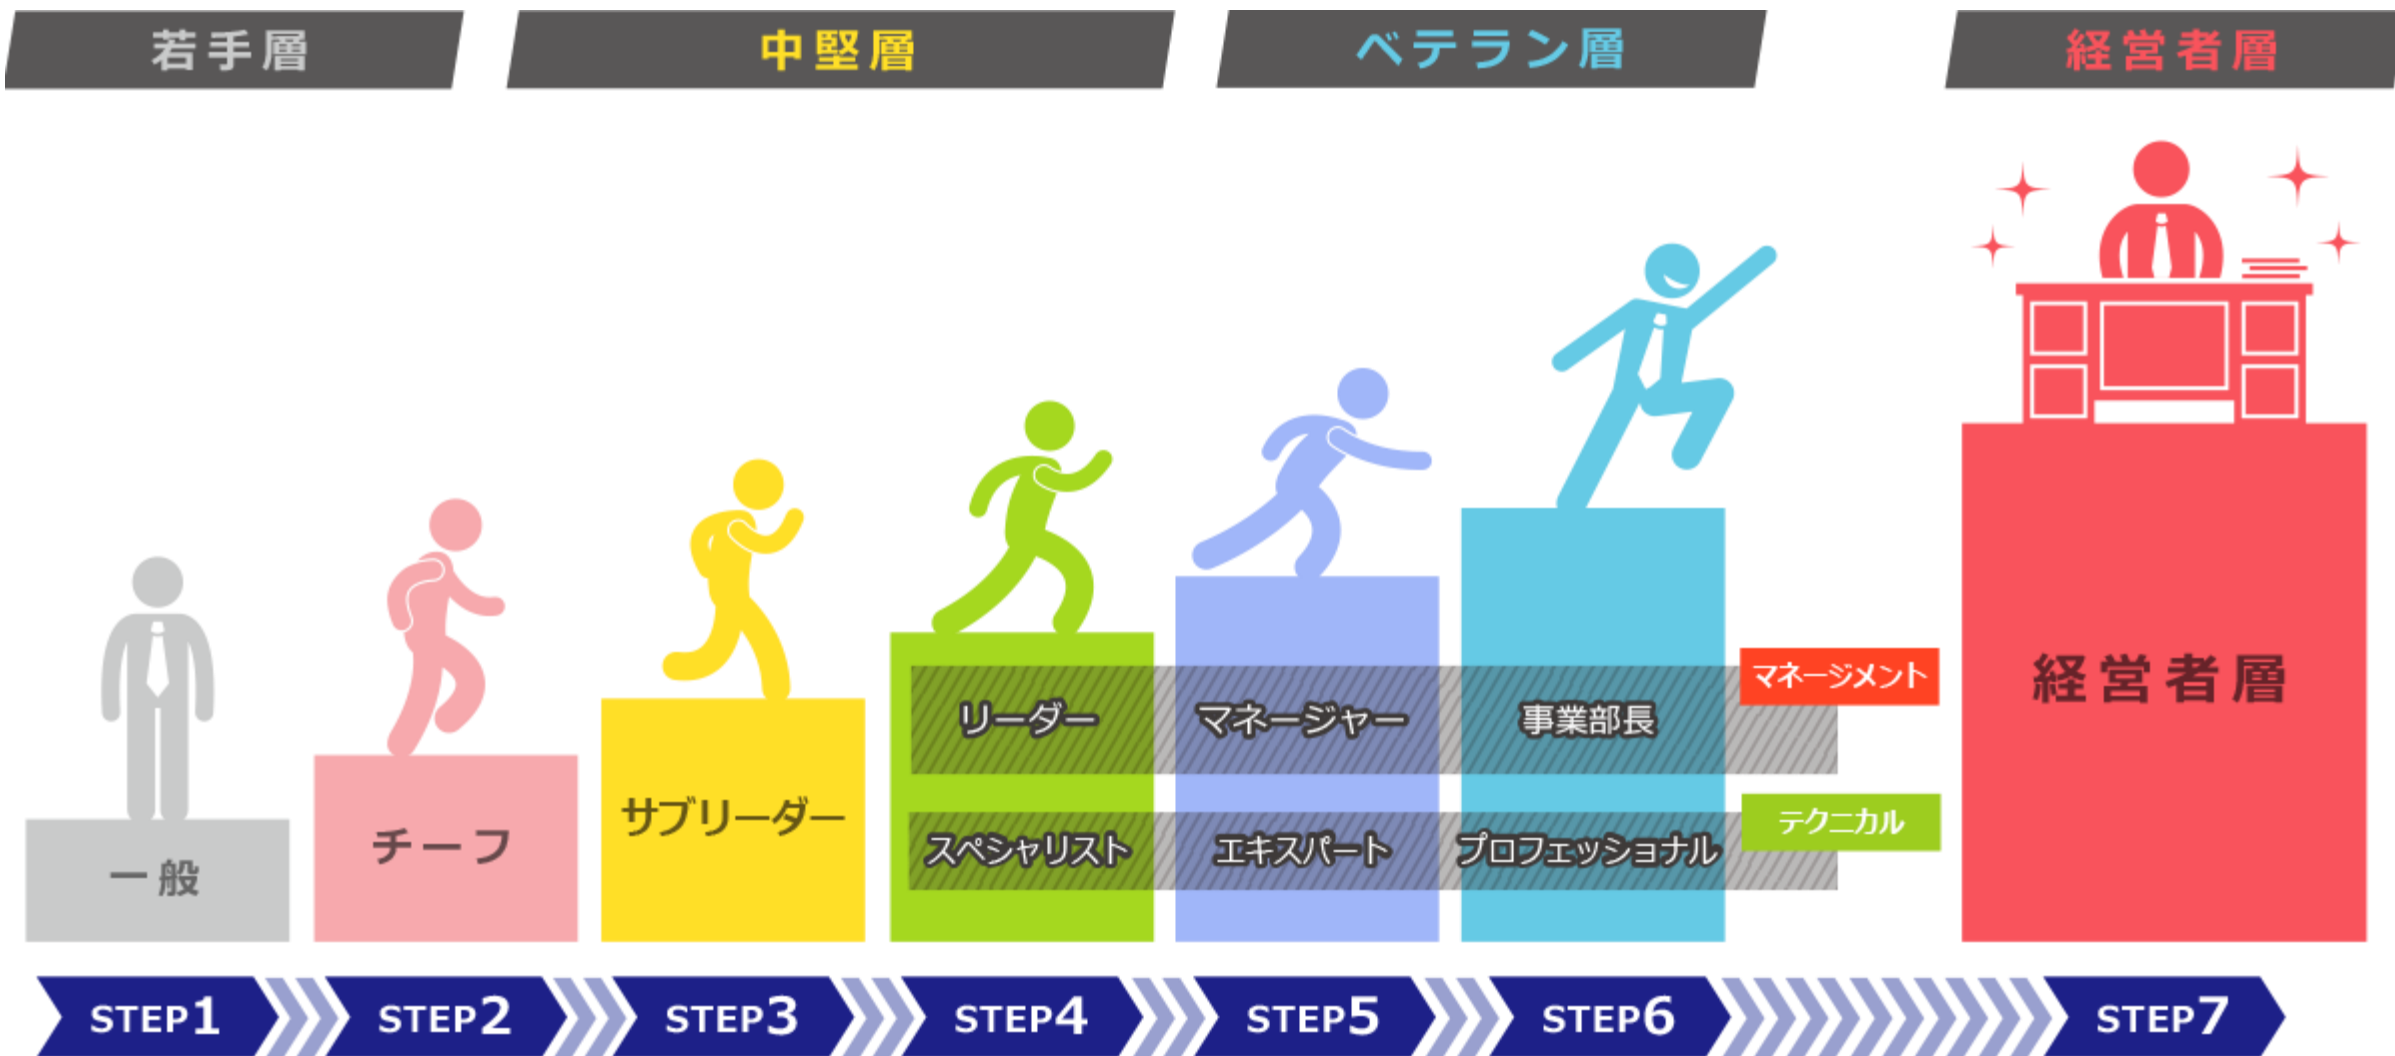 若手層
中堅層
ベテラン層
経営者層
一般
チーフ
サブリーダー
リーダー
マネージャー
事業部長
マネージメント
スペシャリスト
エキスパート
プロフェッショナル
テクニカル
経営者層
STEP1
STEP2
STEP3
STEP4
STEP5
STEP6
STEP7